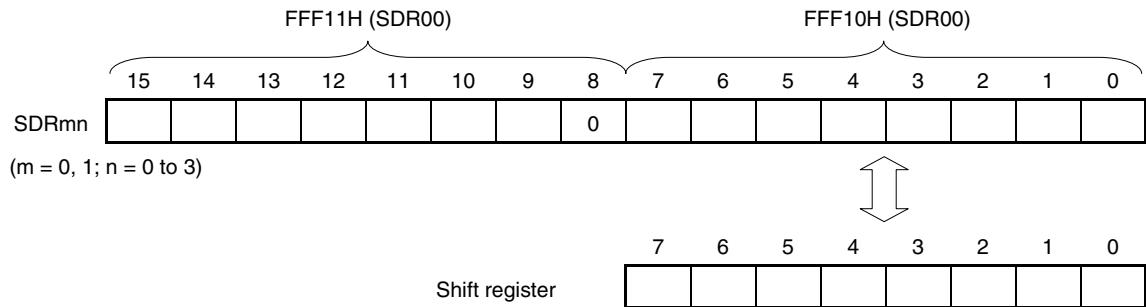 FFF11H (SDR00) FFF10H (SDR00)
15 14 13 12 11 10 9 8 7 6 5 4 3 2 1 0
SDRmn 0
(m = 0, 1; n = 0 to 3)
7 6 5 4 3 2 1 0
Shift register